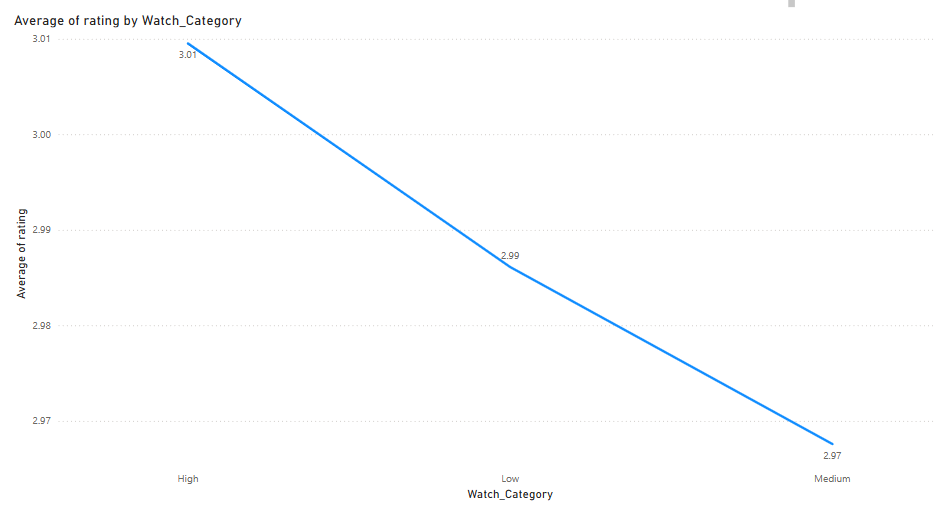 Average of rating by Watch_Category
3.01
3.01
3.00
Average of rating
2.99
2.99
2.98
2.97
2.97
High
Low
Medium
Watch_Category